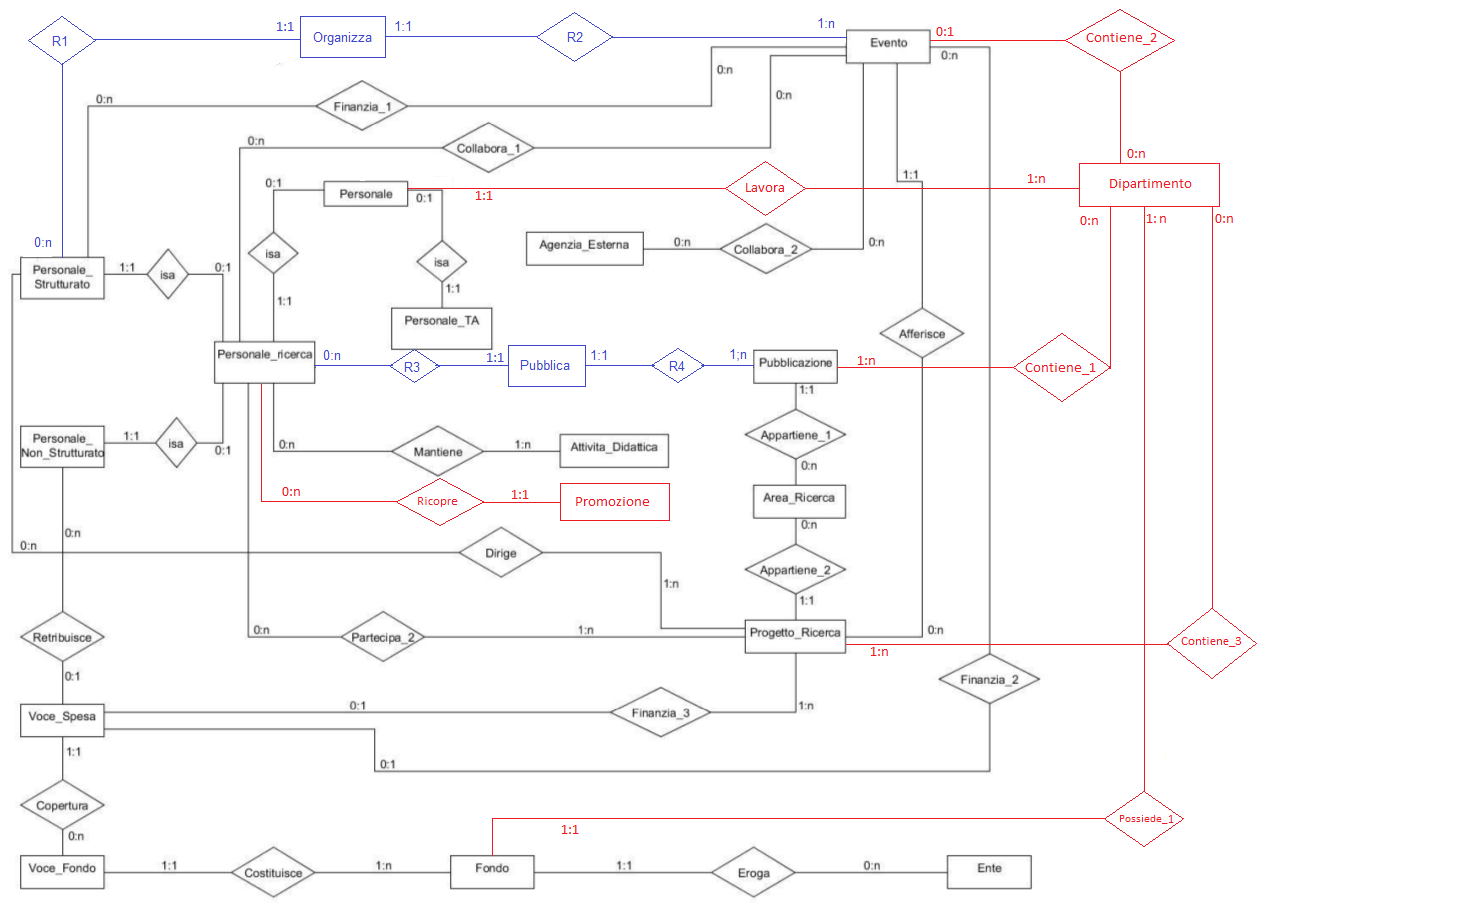 R1
1:1
Organizza
1:1
R2
1:n
Evento
0:1
Contiene_2
0:n
0:n
0:n
Finanzia_1
0:n
0:n
Collabora_1
0:n
0:n
Personale
0:1
0:1
1:1
Lavora
1:n
Dipartimento
1:1
0:n
1:n
0:n
0:n
Agenzia_Esterna
0:n
Collabora_2
0:n
isa
isa
Personale_
Strutturato
1:1
isa
0:1
1:1
1:1
Personale_TA
Afferisce
Personale_ricerca
0:n
R3
1:1
Pubblica
1:1
R4
1;n
Pubblicazione
1:n
Contiene_1
1:1
Personale_
Non_Strutturato
1:1
isa
0:1
0:n
Mantiene
1:n
Attivita_Didattica
Appartiene_1
0:n
0:n
Ricopre
1:1
Promozione
Area_Ricerca
0:n
0:n
0:n
Dirige
1:n
Appartiene_2
1:1
Retribuisce
0:n
Partecipa_2
1:n
Progetto_Ricerca
0:n
1:n
Contiene_3
0:1
Finanzia_2
Voce_Spesa
0:1
Finanzia_3
1:n
1:1
0:1
Copertura
0:n
1:1
Possiede_1
Voce_Fondo
1:1
Costituisce
1:n
Fondo
1:1
Eroga
0:n
Ente